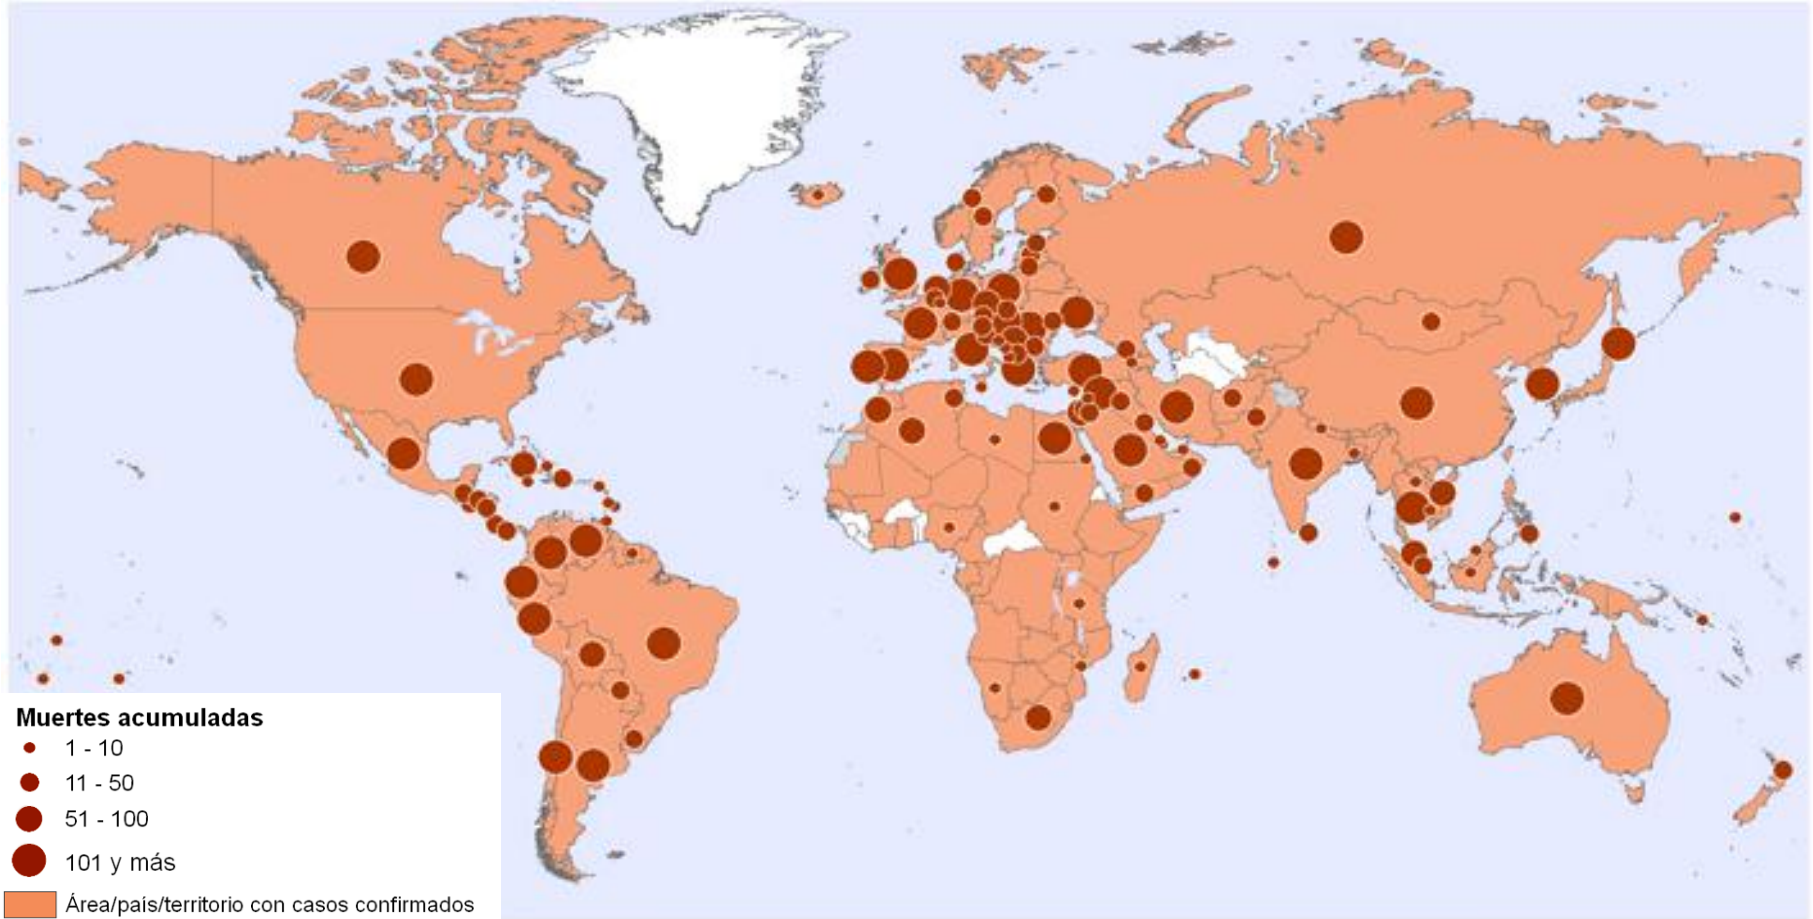 Muertes acumuladas
1 - 10
11 - 50
51 - 100
101 y más
Área/país/territorio con casos confirmados